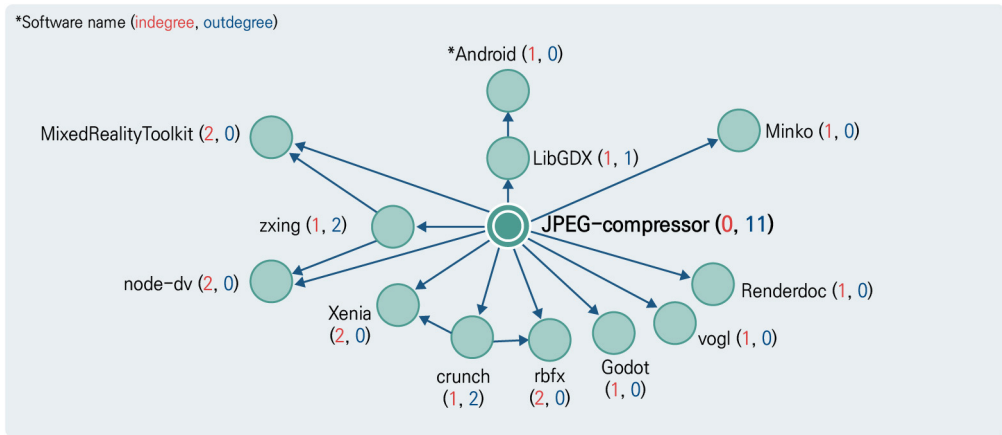 *Software name (indegree, outdegree)
*Android (1, 0)
MixedRealityToolkit (2, 0)
Minko (1, 0)
LibGDX (1, 1)
zxing (1, 2)
JPEG-compressor (0, 11)
node-dv (2, 0)
Renderdoc (1, 0)
Xenia
(2, 0)
vogl (1, 0)
crunch
(1, 2)
rbfx
(2, 0)
Godot
(1, 0)